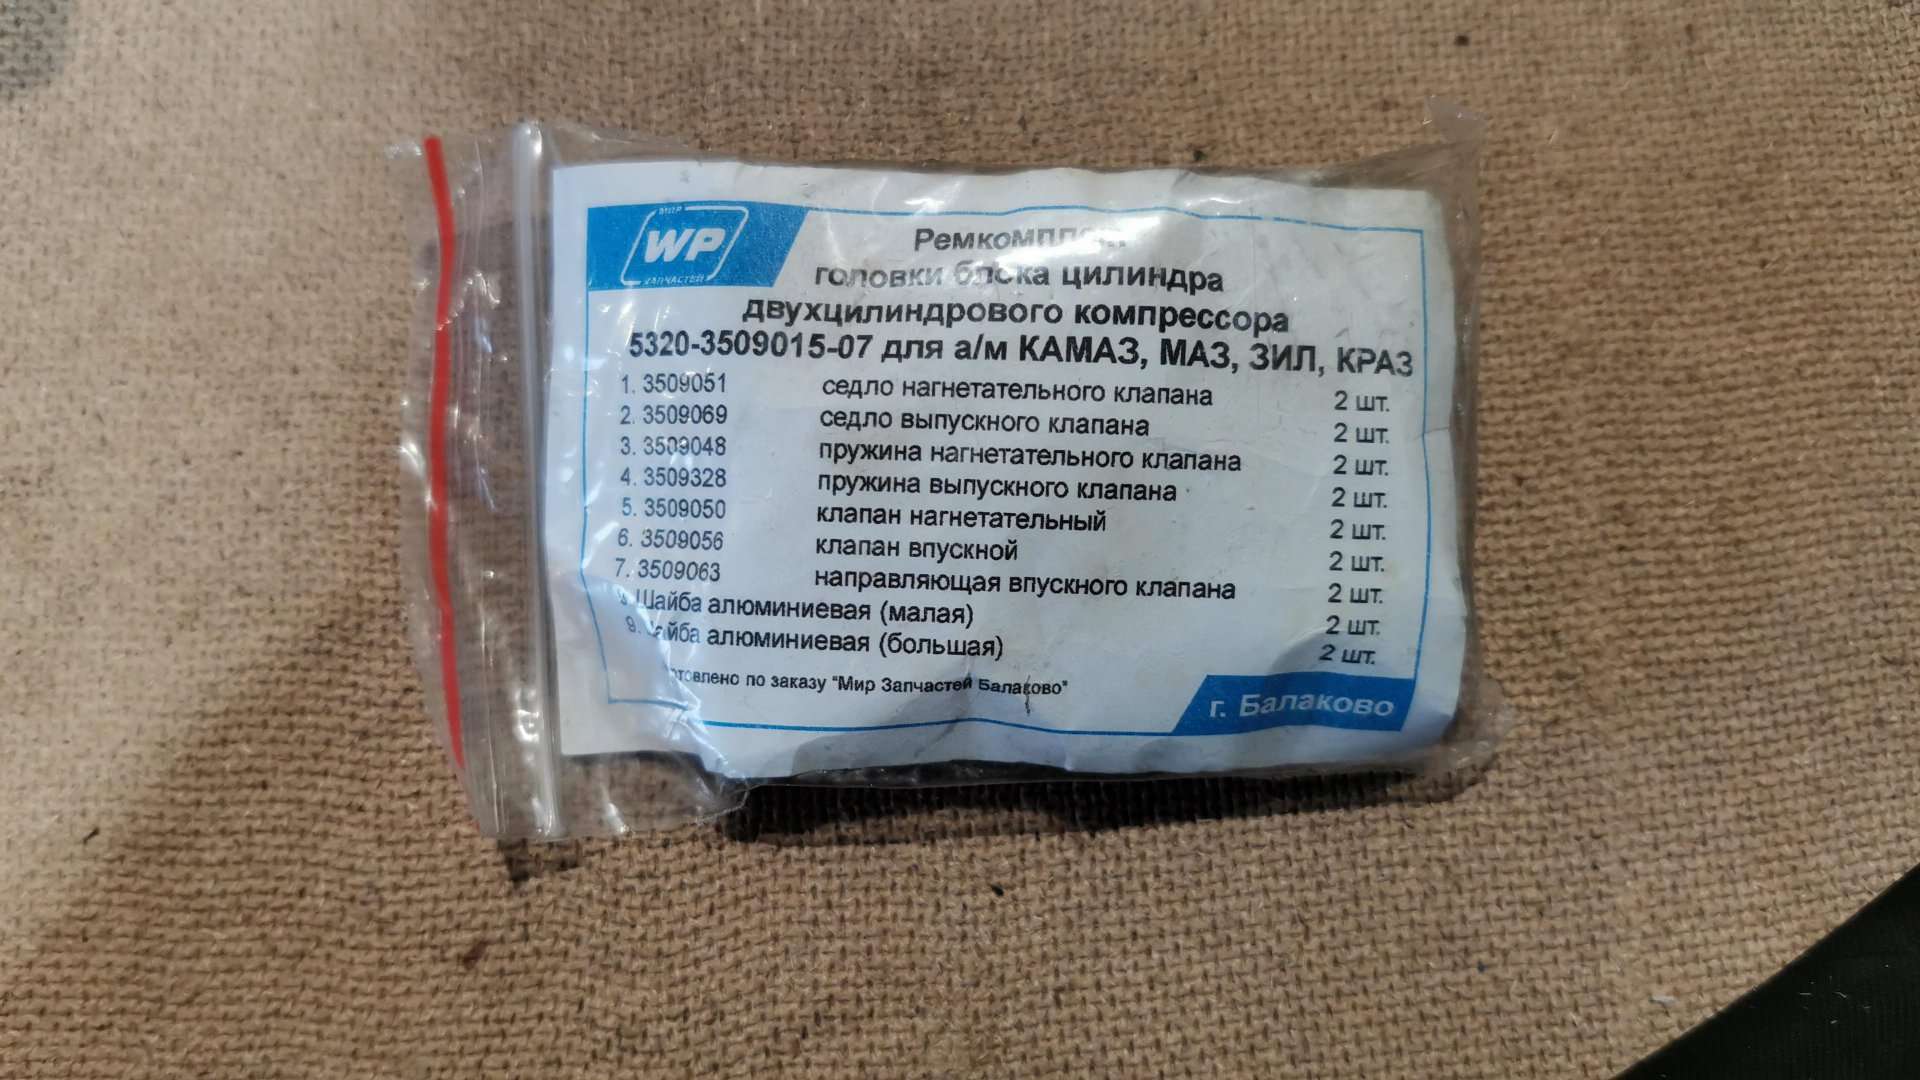 МИР
WP
ЗАПЧАСТЕЙ
Ремкомплект
головки блока цилиндра
двухцилиндрового компрессора
5320-3509015-07 для а/м КАМАЗ, МАЗ, ЗИЛ, КРАЗ
1. 3509051 седло нагнетательного клапана 2 шт.
2. 3509069 седло выпускного клапана 2 шт.
3. 3509048 пружина нагнетательного клапана 2 шт.
4. 3509328 пружина выпускного клапана 2 шт.
5. 3509050 клапан нагнетательный 2 шт.
6. 3509056 клапан впускной 2 шт.
7. 3509063 направляющая впускного клапана 2 шт.
Шайба алюминиевая (малая) 2 шт.
9. алюминиевая (большая) 2 шт.
по заказу "Мир Запчастей Балаково"
г. Балаково